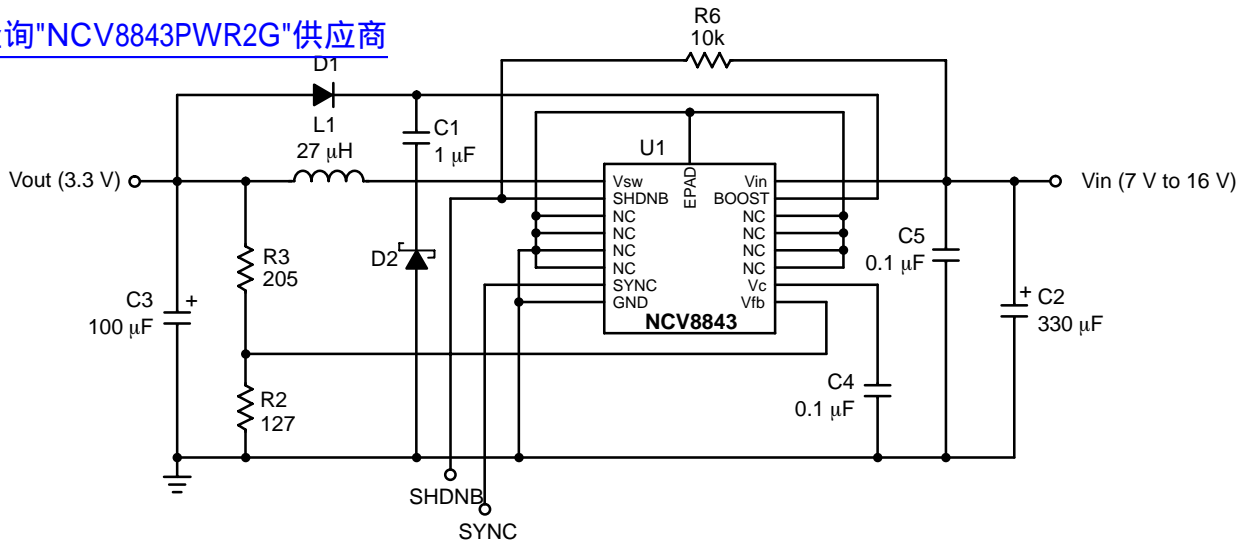 询"NCV8843PWR2G"供应商
R6
10k
D1
L1
27 μH
C1
1 μF
U1
Vout (3.3 V)
Vin (7 V to 16 V)
Vsw
SHDNB
NC
NC
NC
NC
SYNC
GND
EPAD
Vin
BOOST
NC
NC
NC
NC
Vc
Vfb
NCV8843
D2
R3
205
C3
+
100 μF
R2
127
C5
0.1 μF
+
C2
330 μF
C4
0.1 μF
SHDNB
SYNC